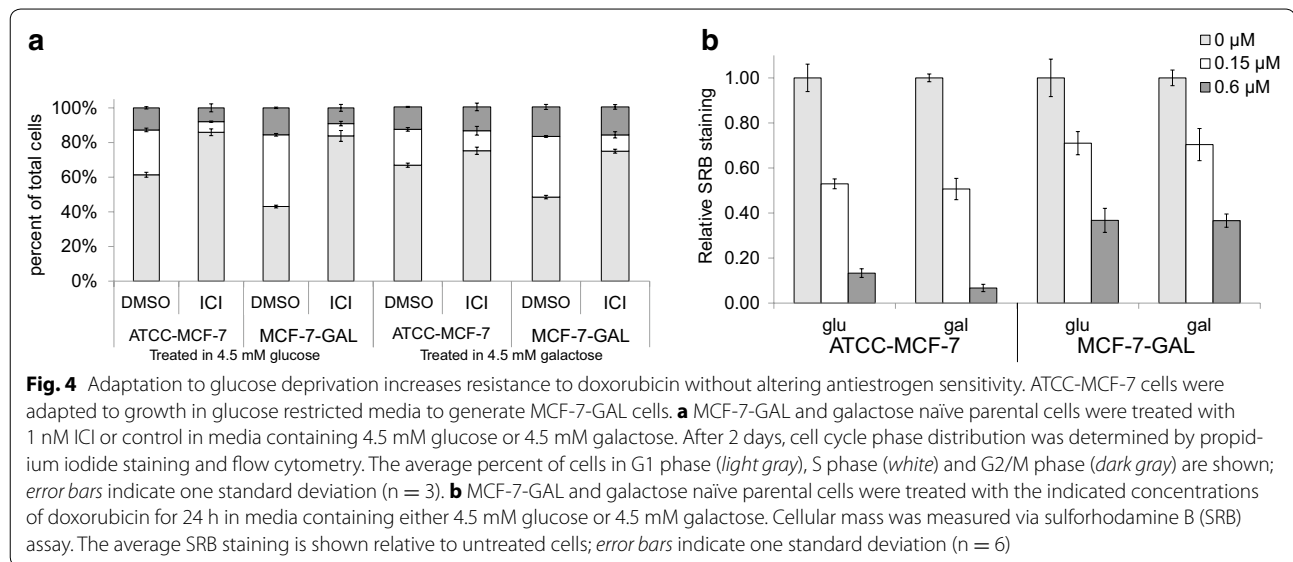 a
percent of total cells
100%
80%
60%
40%
20%
0%
DMSO ICI DMSO ICI DMSO ICI DMSO ICI
ATCC-MCF-7 MCF-7-GAL ATCC-MCF-7 MCF-7-GAL
Treated in 4.5 mM glucose Treated in 4.5 mM galactose
b
0 µM
0.15 µM
0.6 µM
Relative SRB staining
1.00
0.80
0.60
0.40
0.20
0.00
glu gal glu gal
ATCC-MCF-7 MCF-7-GAL
Fig. 4 Adaptation to glucose deprivation increases resistance to doxorubicin without altering antiestrogen sensitivity. ATCC-MCF-7 cells were
adapted to growth in glucose restricted media to generate MCF-7-GAL cells. a MCF-7-GAL and galactose naïve parental cells were treated with
1 nM ICI or control in media containing 4.5 mM glucose or 4.5 mM galactose. After 2 days, cell cycle phase distribution was determined by propid-
ium iodide staining and flow cytometry. The average percent of cells in G1 phase (light gray), S phase (white) and G2/M phase (dark gray) are shown;
error bars indicate one standard deviation (n = 3). b MCF-7-GAL and galactose naïve parental cells were treated with the indicated concentrations
of doxorubicin for 24 h in media containing either 4.5 mM glucose or 4.5 mM galactose. Cellular mass was measured via sulforhodamine B (SRB)
assay. The average SRB staining is shown relative to untreated cells; error bars indicate one standard deviation (n = 6)